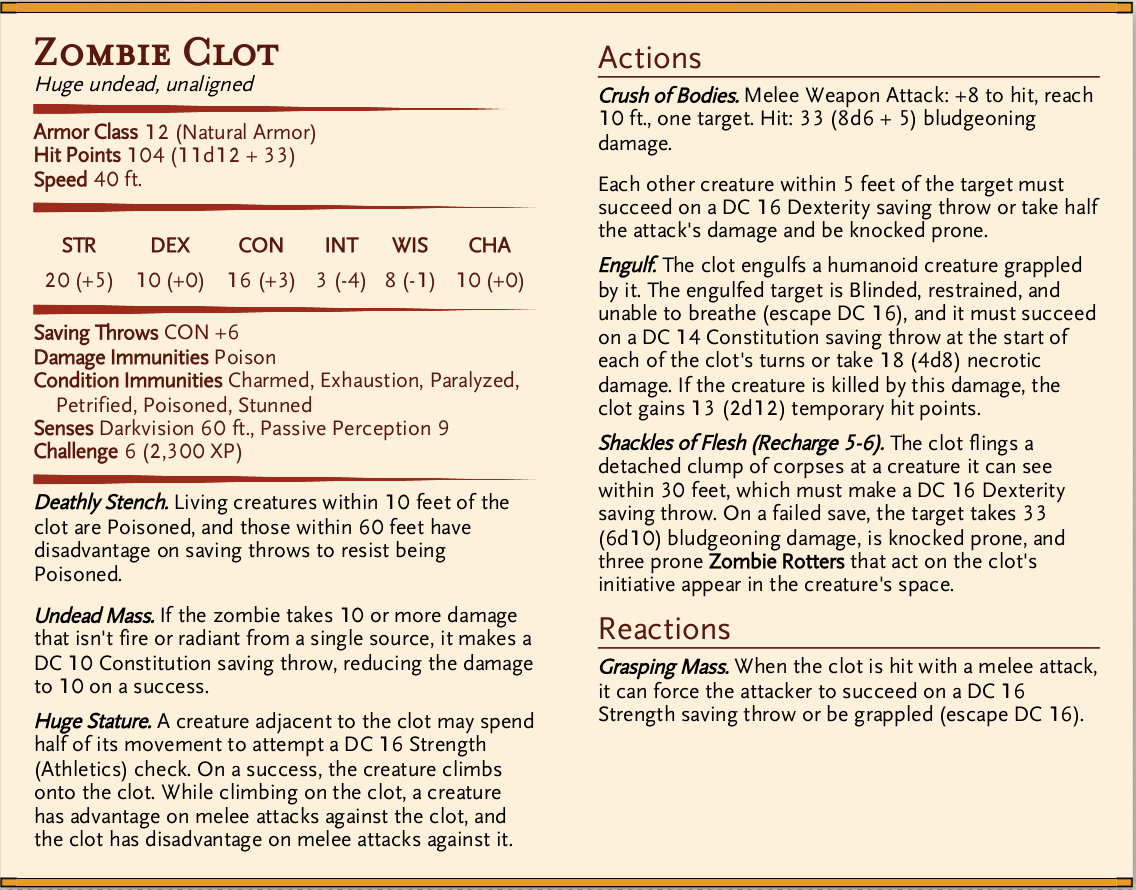 Zombie Clot
Huge undead, unaligned
Armor Class 12 (Natural Armor)
Hit Points 104 (11d12 + 33)
Speed 40 ft.
STR DEX CON INT WIS CHA
20 (+5) 10 (+0) 16 (+3) 3 (-4) 8 (-1) 10 (+0)
Saving Throws CON +6
Damage Immunities Poison
Condition Immunities Charmed, Exhaustion, Paralyzed,
Petrified, Poisoned, Stunned
Senses Darkvision 60 ft., Passive Perception 9
Challenge 6 (2,300 XP)
Deathly Stench. Living creatures within 10 feet of the
clot are Poisoned, and those within 60 feet have
disadvantage on saving throws to resist being
Poisoned.
Undead Mass. If the zombie takes 10 or more damage
that isn't fire or radiant from a single source, it makes a
DC 10 Constitution saving throw, reducing the damage
to 10 on a success.
Huge Stature. A creature adjacent to the clot may spend
half of its movement to attempt a DC 16 Strength
(Athletics) check. On a success, the creature climbs
onto the clot. While climbing on the clot, a creature
has advantage on melee attacks against the clot, and
the clot has disadvantage on melee attacks against it.
Actions
Crush of Bodies. Melee Weapon Attack: +8 to hit, reach
10 ft., one target. Hit: 33 (8d6 + 5) bludgeoning
damage.
Each other creature within 5 feet of the target must
succeed on a DC 16 Dexterity saving throw or take half
the attack's damage and be knocked prone.
Engulf. The clot engulfs a humanoid creature grappled
by it. The engulfed target is Blinded, restrained, and
unable to breathe (escape DC 16), and it must succeed
on a DC 14 Constitution saving throw at the start of
each of the clot's turns or take 18 (4d8) necrotic
damage. If the creature is killed by this damage, the
clot gains 13 (2d12) temporary hit points.
Shackles of Flesh (Recharge 5-6). The clot flings a
detached clump of corpses at a creature it can see
within 30 feet, which must make a DC 16 Dexterity
saving throw. On a failed save, the target takes 33
(6d10) bludgeoning damage, is knocked prone, and
three prone Zombie Rotters that act on the clot's
initiative appear in the creature's space.
Reactions
Grasping Mass. When the clot is hit with a melee attack,
it can force the attacker to succeed on a DC 16
Strength saving throw or be grappled (escape DC 16).